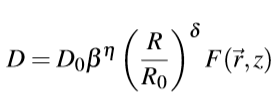 D = D₀β^η (R/R₀)^δ F(r⃗, z)